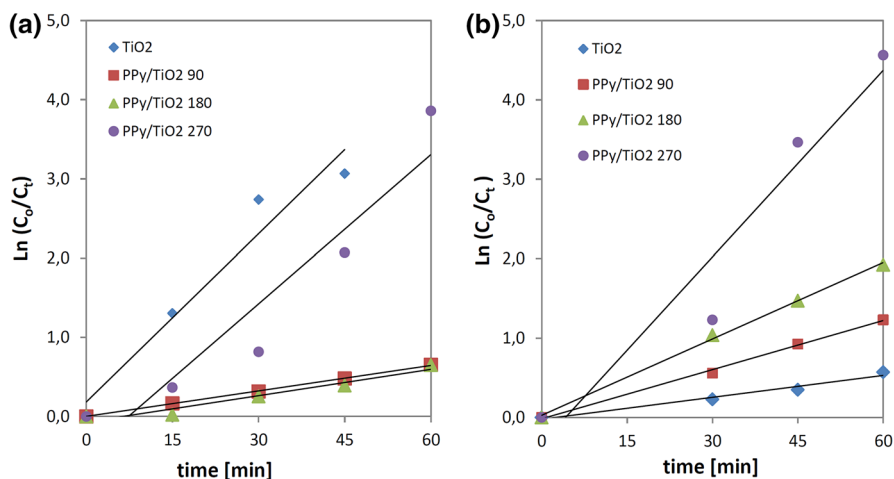 (a)
5,0
4,0
3,0
2,0
1,0
0,0
Ln (Co/Ct)
TiO2
PPy/TiO2 90
PPy/TiO2 180
PPy/TiO2 270
0 15 30 45 60
time [min]
(b)
5,0
4,0
3,0
2,0
1,0
0,0
Ln (Co/Ct)
TiO2
PPy/TiO2 90
PPy/TiO2 180
PPy/TiO2 270
0 15 30 45 60
time [min]